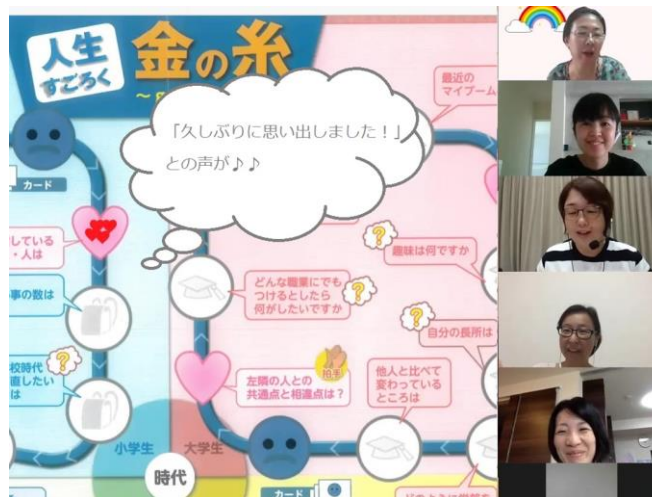 人生
すごろく
金の糸
最近の
マイブーム
「久しぶりに思い出しました！」
との声が♪♪
カード
している
・人は
事の数は
校時代
直したい
は
?
どんな職業にでも
つけるとしたら
何がしたいですか
?
?
趣味は何ですか
?
自分の長所は
左隣の人との
共通点と相違点は？
拍手
他人と比べて
変わっている
ところは
小学生
大学生
時代
カード